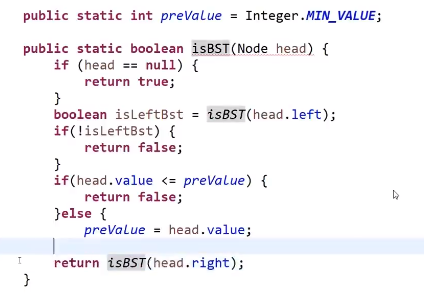 public static int preValue = Integer.MIN_VALUE;
public static boolean isBST(Node head) {
if (head == null) {
return true;
}
boolean isLeftBst = isBST(head.left);
if(!isLeftBst) {
return false;
}
if(head.value <= preValue) {
return false;
}else {
preValue = head.value;
return isBST(head.right);
}